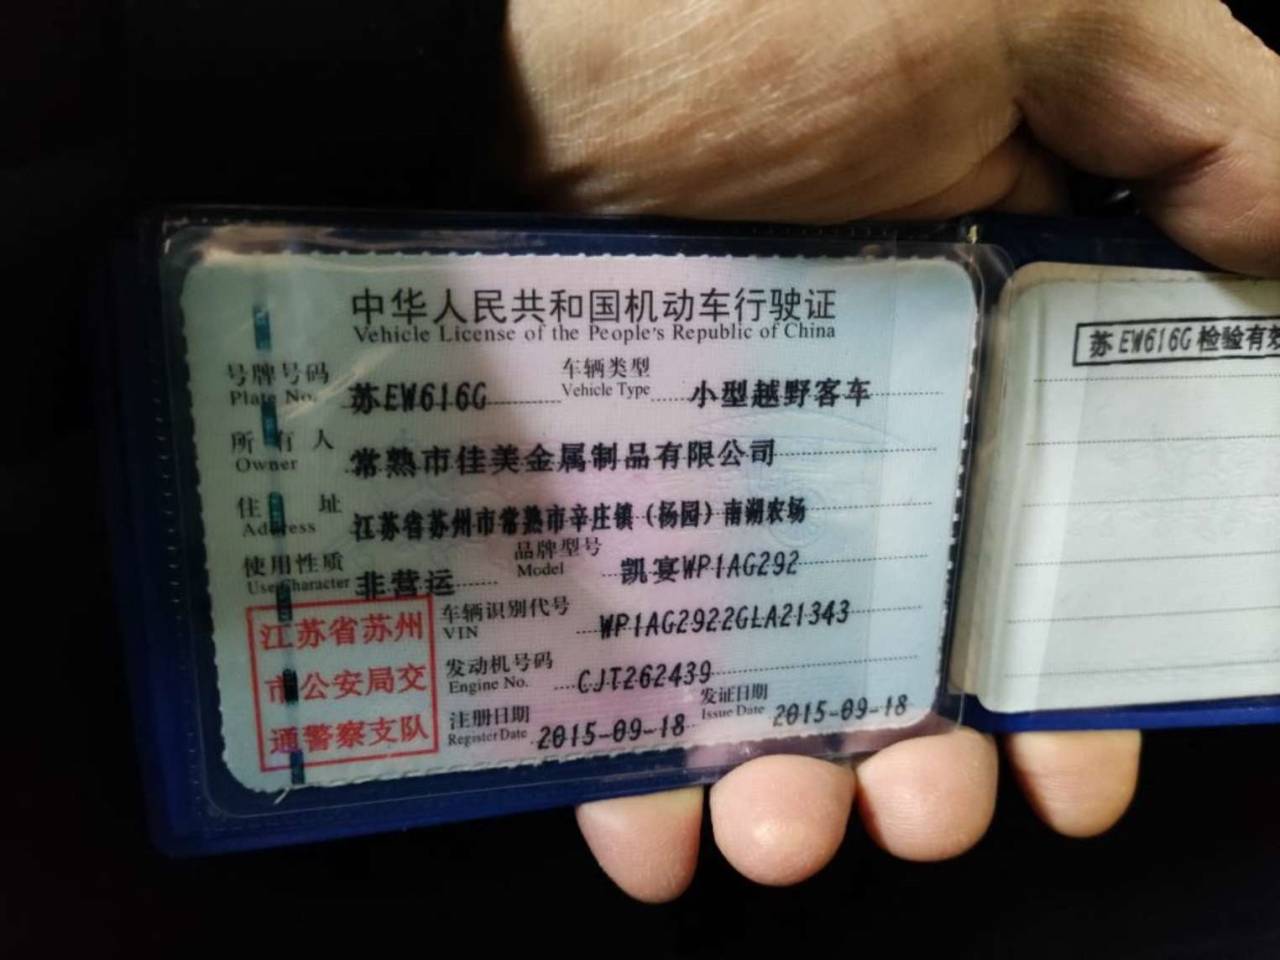 中华人民共和国机动车行驶证
Vehicle License of the People's Republic of China
号牌号码 苏EW616G 车辆类型 小型越野客车
Plate No. Vehicle Type
所有人 常熟市佳美金属制品有限公司
Owner
住址 江苏省苏州市常熟市辛庄镇（杨园）南湖农场
Address
使用性质 非营运 品牌型号 凯宴WP1AG292
Use Character Model
车辆识别代号 WP1AG2922GLA21343
VIN
发动机号码 CJT262439
Engine No.
注册日期 2015-09-18 发证日期 2015-09-18
Register Date Issue Date
江苏省苏州
市公安局交
通警察支队
苏EW616G检验有效